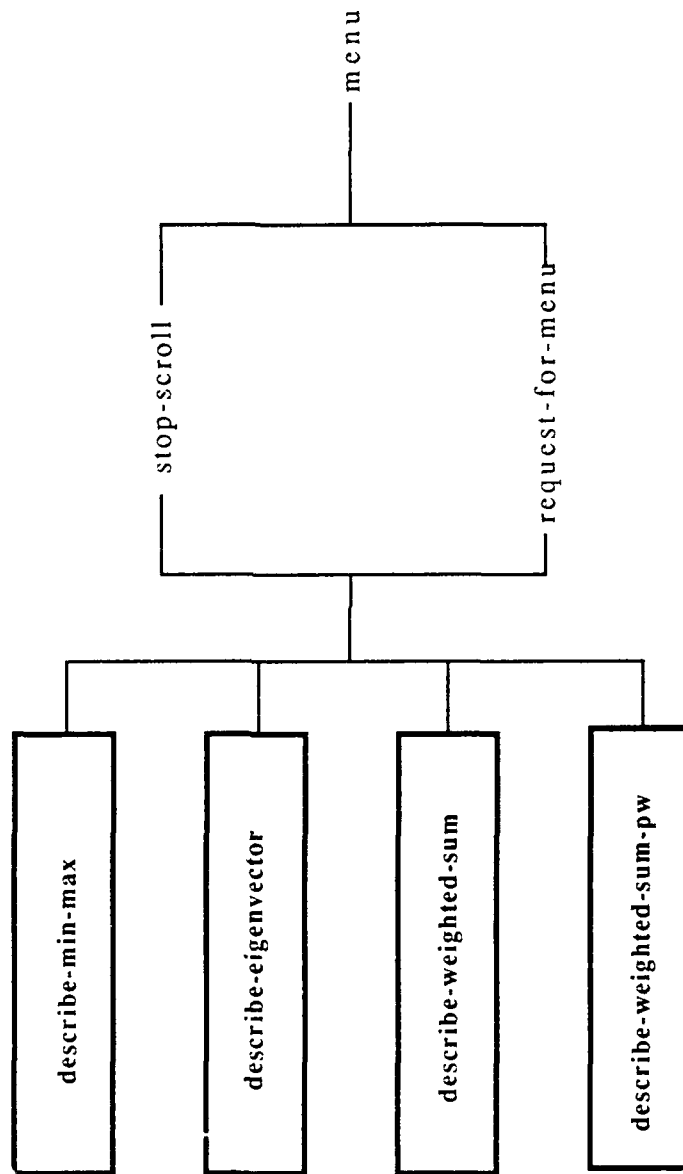 describe-min-max
describe-eigenvector
describe-weighted-sum
describe-weighted-sum-pw
stop-scroll
request-for-menu
menu